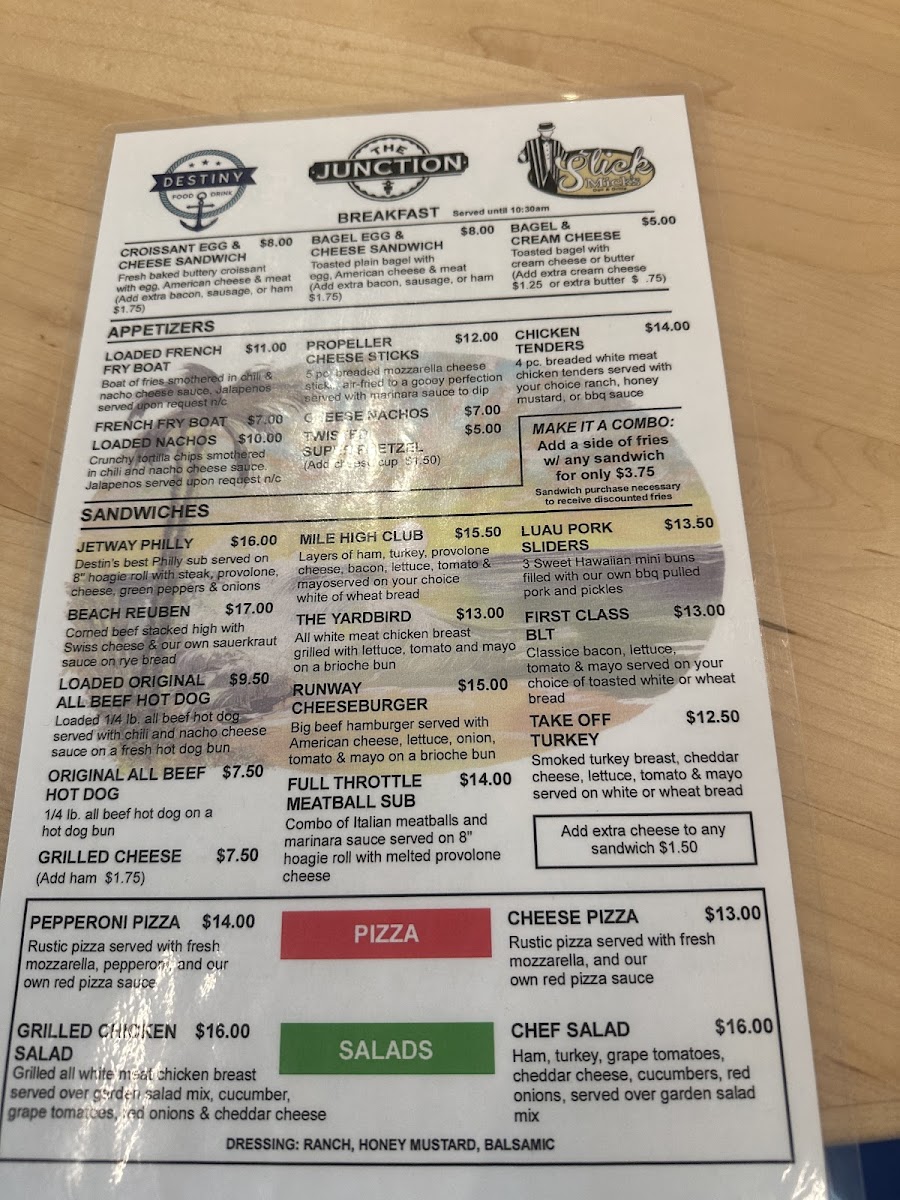 DESTINY
FOOD DRINK
THE
JUNCTION
Slick
Mick's
BREAKFAST Served until 10:30am
CROISSANT EGG & $8.00
CHEESE SANDWICH
Fresh baked buttery croissant
with egg, American cheese & meat
(Add extra bacon, sausage, or ham
$1.75)
BAGEL EGG & $8.00
CHEESE SANDWICH
Toasted plain bagel with
egg, American cheese & meat
(Add extra bacon, sausage, or ham
$1.75)
BAGEL & $5.00
CREAM CHEESE
Toasted bagel with
cream cheese or butter
(Add extra cream cheese
$1.25 or extra butter $ .75)
APPETIZERS
LOADED FRENCH $11.00
FRY BOAT
Boat of fries smothered in chili &
nacho cheese sauce. Jalapenos
served upon request n/c
FRENCH FRY BOAT $7.00
LOADED NACHOS $10.00
Crunchy tortilla chips smothered
in chili and nacho cheese sauce.
Jalapenos served upon request n/c
PROPELLER $12.00
CHEESE STICKS
5 pc. breaded mozzarella cheese
sticks air-fried to a gooay perfection
served with marinara sauce to dip
CHEESE NACHOS $7.00
TWISTED $5.00
SUPER PRETZEL
(Add cheese cup $1.50)
CHICKEN $14.00
TENDERS
4 pc. breaded white meat
chicken tenders served with
your choice ranch, honey
mustard, or bbq sauce
MAKE IT A COMBO:
Add a side of fries
w/ any sandwich
for only $3.75
Sandwich purchase necessary
to receive discounted fries
SANDWICHES
JETWAY PHILLY $16.00
Destin's best Philly sub served on
8" hoagie roll with steak, provolone,
cheese, green peppers & onions
BEACH REUBEN $17.00
Corned beef stacked high with
Swiss cheese & our own sauerkraut
sauce on rye bread
LOADED ORIGINAL $9.50
ALL BEEF HOT DOG
Loaded 1/4 lb. all beef hot dog
served with chili and nacho cheese
sauce on a fresh hot dog bun
ORIGINAL ALL BEEF $7.50
HOT DOG
1/4 lb. all beef hot dog on a
hot dog bun
GRILLED CHEESE $7.50
(Add ham $1.75)
MILE HIGH CLUB $15.50
Layers of ham, turkey, provolone
cheese, bacon, lettuce, tomato &
mayoserved on your choice
white of wheat bread
THE YARDBIRD $13.00
All white meat chicken breast
grilled with lettuce, tomato and mayo
on a brioche bun
RUNWAY $15.00
CHEESEBURGER
Big beef hamburger served with
American cheese, lettuce, onion,
tomato & mayo on a brioche bun
FULL THROTTLE $14.00
MEATBALL SUB
Combo of Italian meatballs and
marinara sauce served on 8"
hoagie roll with melted provolone
cheese
LUAU PORK $13.50
SLIDERS
3 Sweet Hawaiian mini buns
filled with our own bbq pulled
pork and pickles
FIRST CLASS $13.00
BLT
Classice bacon, lettuce,
tomato & mayo served on your
choice of toasted white or wheat
bread
TAKE OFF $12.50
TURKEY
Smoked turkey breast, cheddar
cheese, lettuce, tomato & mayo
served on white or wheat bread
Add extra cheese to any
sandwich $1.50
PEPPERONI PIZZA $14.00
Rustic pizza served with fresh
mozzarella, pepperoni, and our
own red pizza sauce
PIZZA
CHEESE PIZZA $13.00
Rustic pizza served with fresh
mozzarella, and our
own red pizza sauce
GRILLED CHICKEN $16.00
SALAD
Grilled all white meat chicken breast
served over garden salad mix, cucumber,
grape tomatoes, red onions & cheddar cheese
SALADS
CHEF SALAD $16.00
Ham, turkey, grape tomatoes,
cheddar cheese, cucumbers, red
onions, served over garden salad
mix
DRESSING: RANCH, HONEY MUSTARD, BALSAMIC